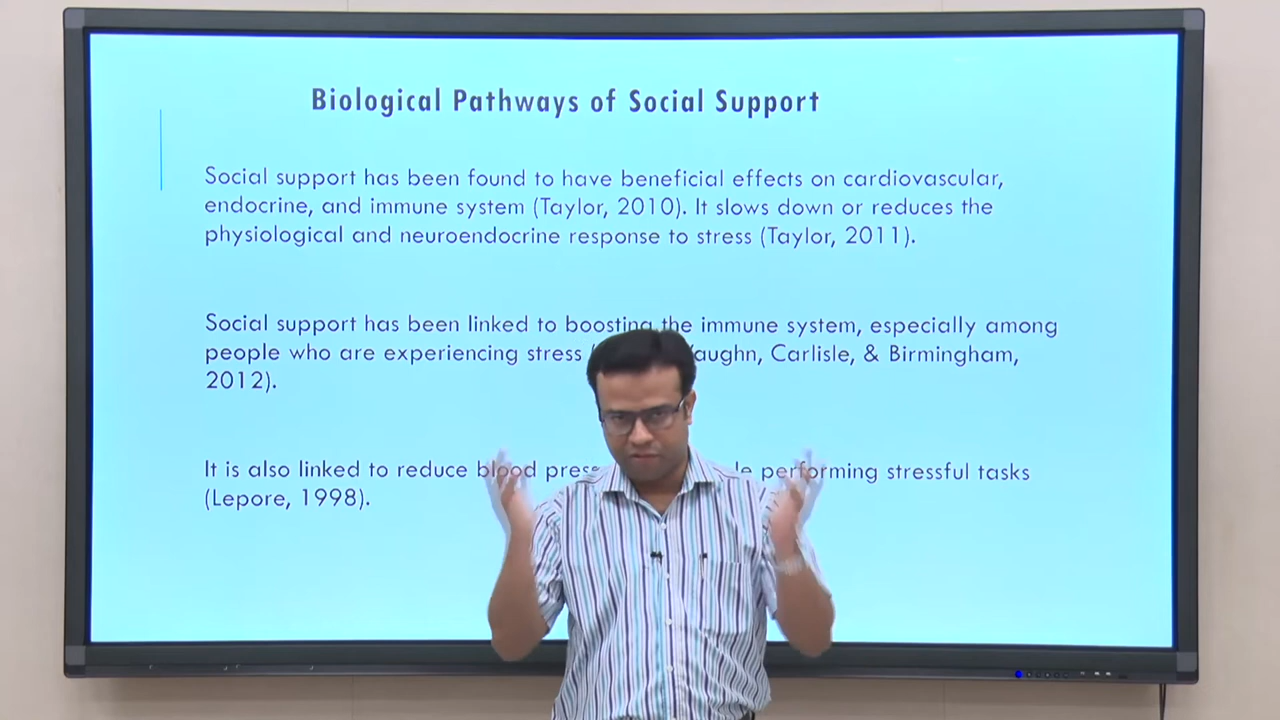 Biological Pathways of Social Support
Social support has been found to have beneficial effects on cardiovascular,
endocrine, and immune system (Taylor, 2010). It slows down or reduces the
physiological and neuroendocrine response to stress (Taylor, 2011).
Social support has been linked to boosting the immune system, especially among
people who are experiencing stress Carlisle, & Birmingham,
2012).
It is also linked to reduce blood performing stressful tasks
(Lepore, 1998).